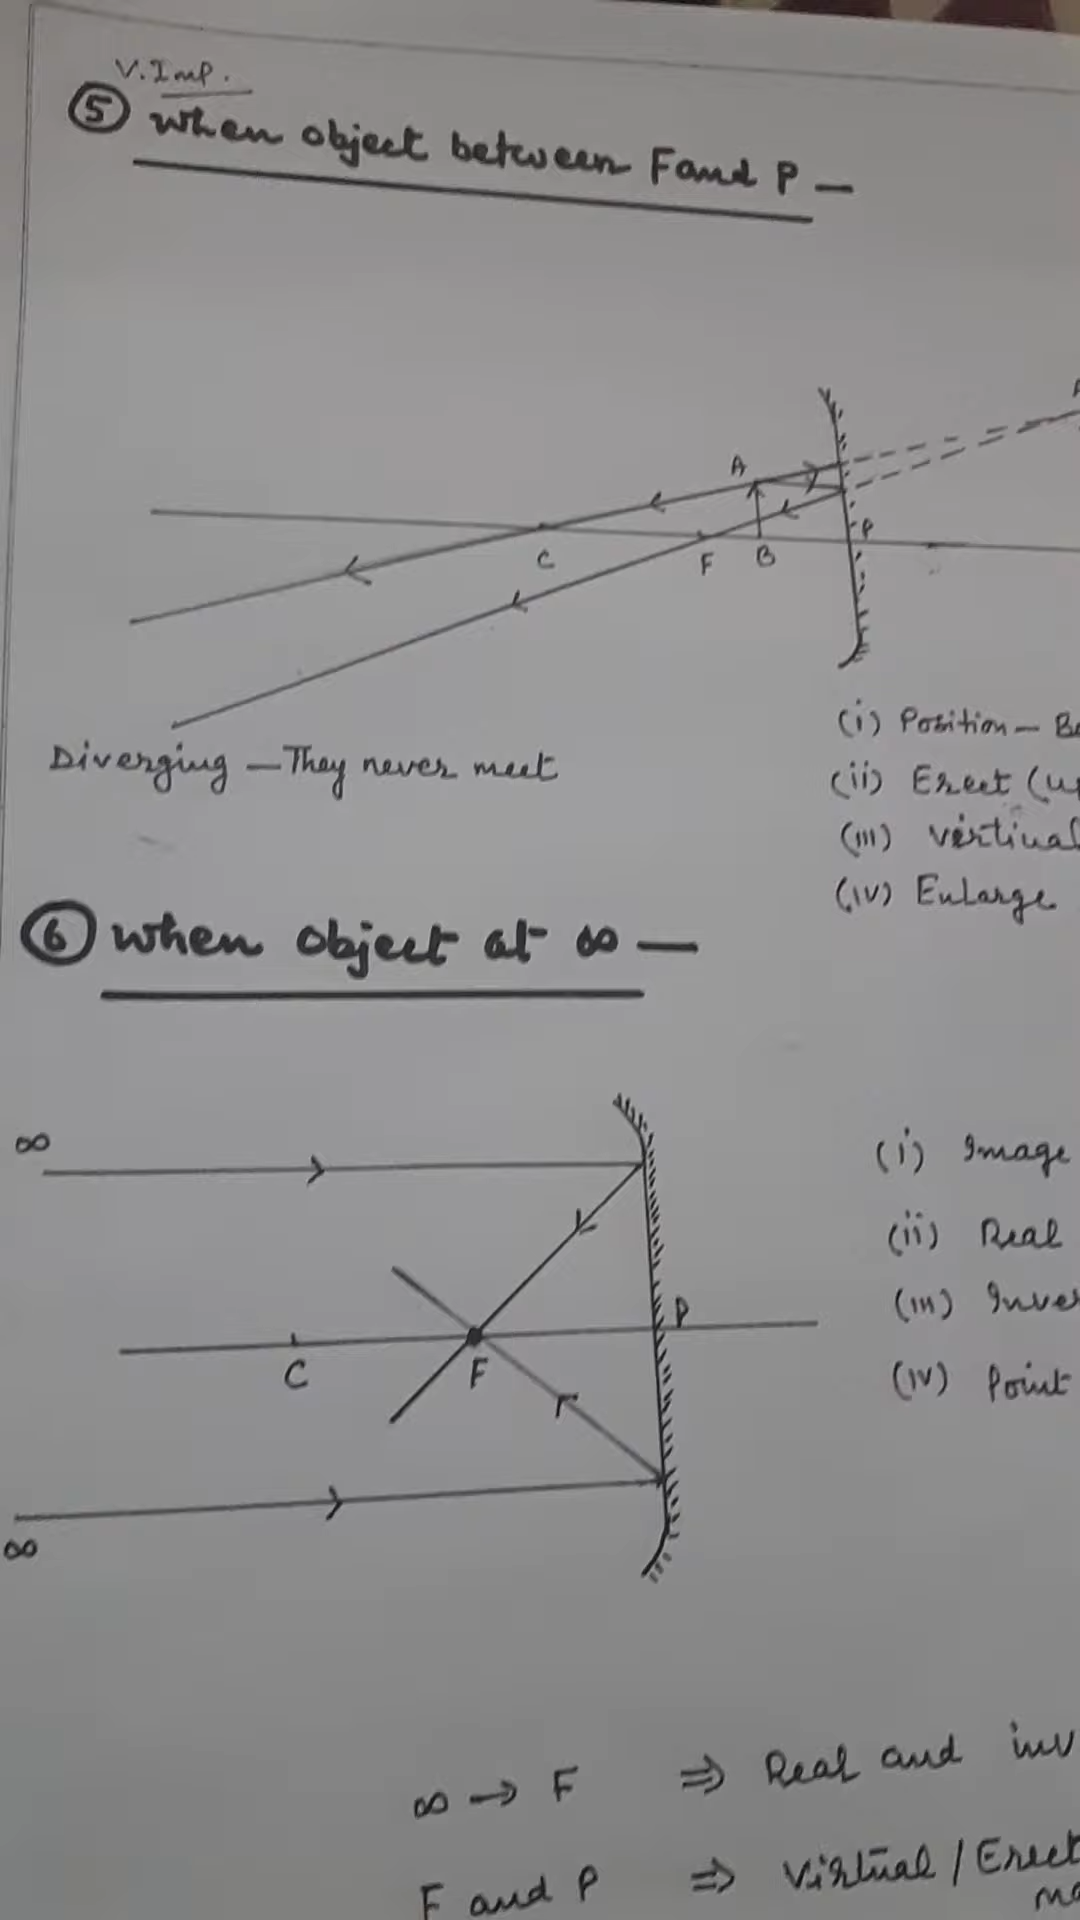 V.Imp.
⑤ When object between F and P —
A
C
F
B
P
(i) Position —
Diverging — They never meet
(ii) Erect
(iii) virtual
(iv) Enlarge
⑥ When object at ∞ —
∞
(i) Image
(ii) Real
(iii)
P
C
F
(iv) Point
∞
∞ → F ⇒ Real and
F and P ⇒ Virtual / Erect